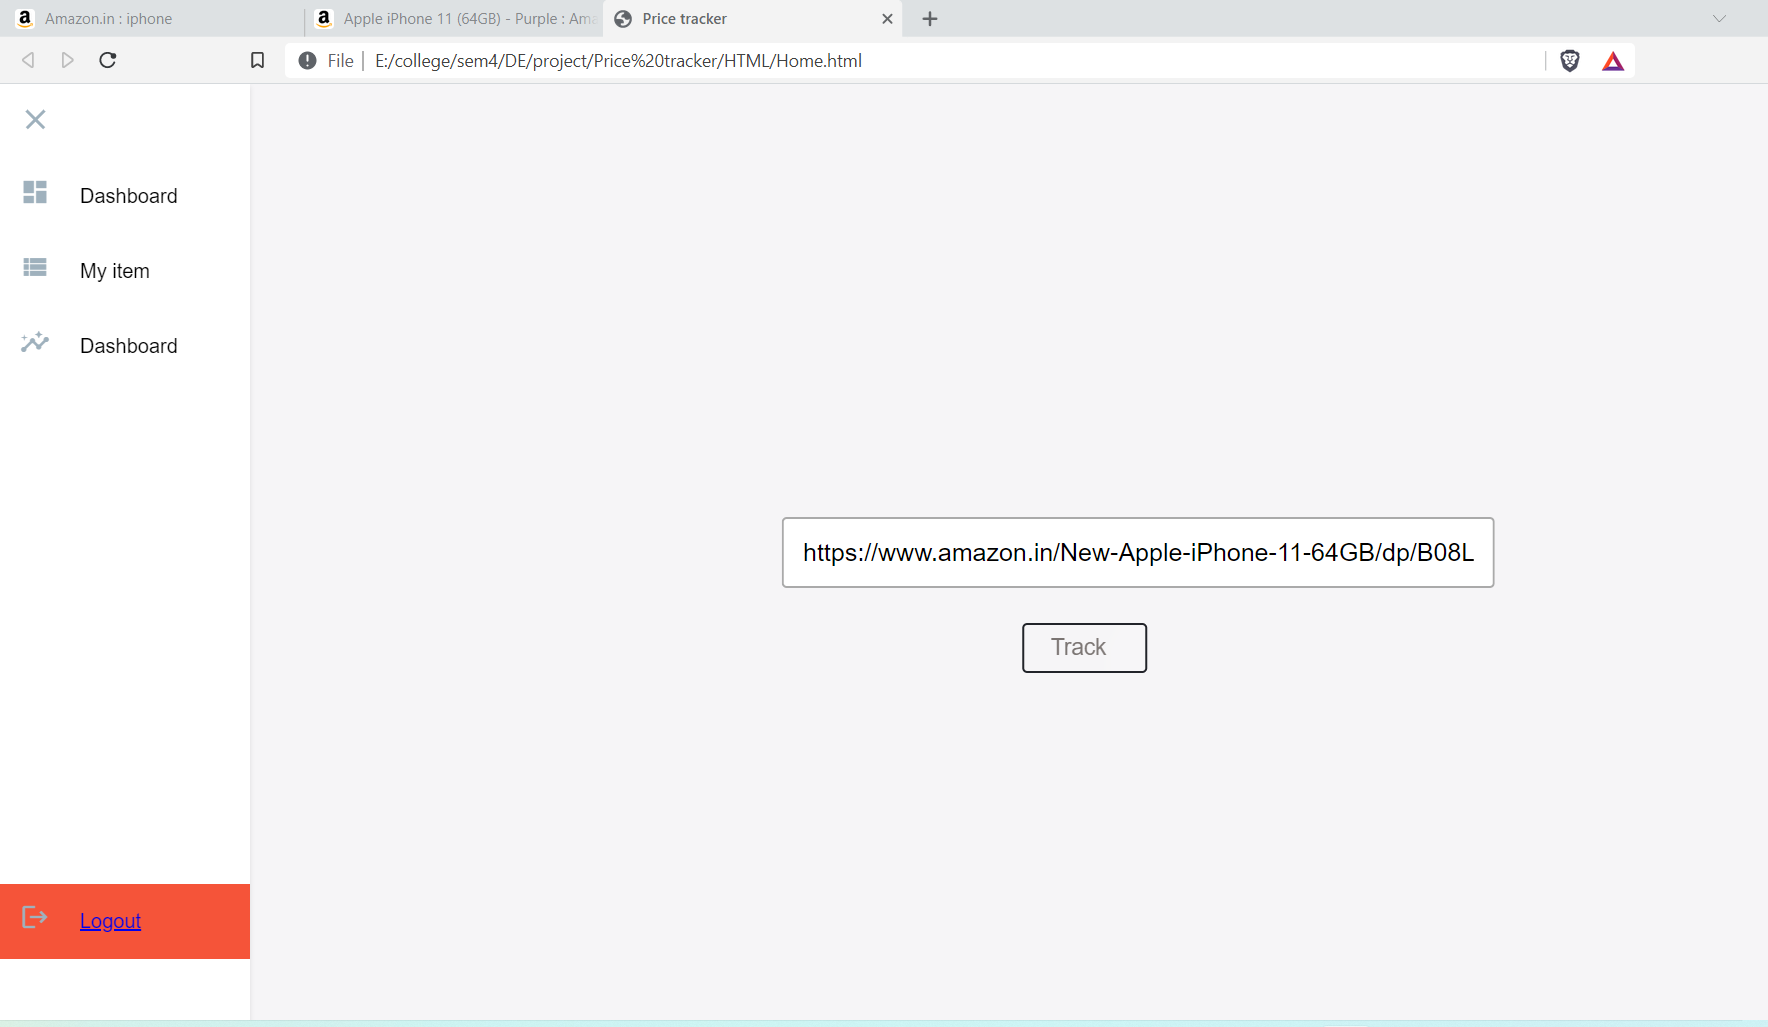 Amazon.in : iphone
Apple iPhone 11 (64GB) - Purple : Ama
Price tracker
File
E:/college/sem4/DE/project/Price%20tracker/HTML/Home.html
Dashboard
My item
Dashboard
https://www.amazon.in/New-Apple-iPhone-11-64GB/dp/B08L
Track
Logout